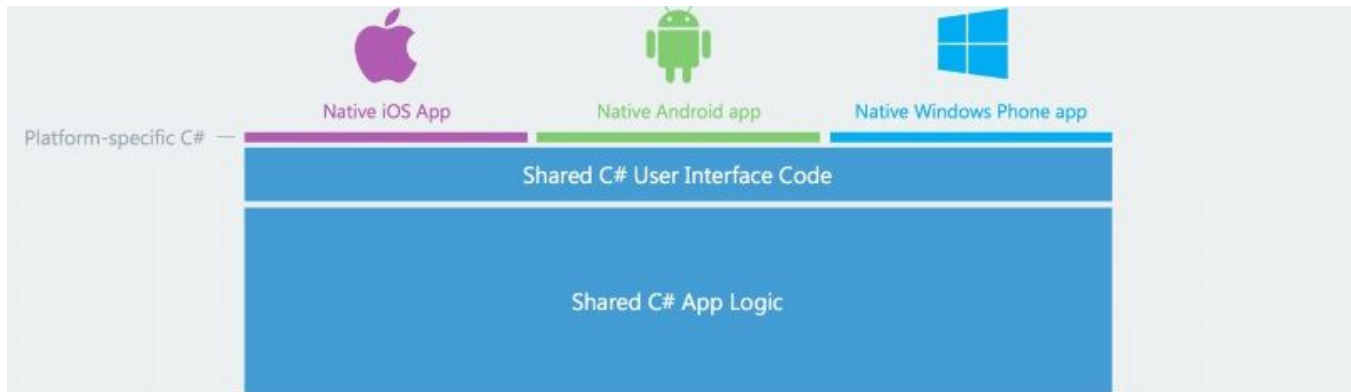 Native iOS App
Native Android app
Native Windows Phone app
Platform-specific C#
Shared C# User Interface Code
Shared C# App Logic